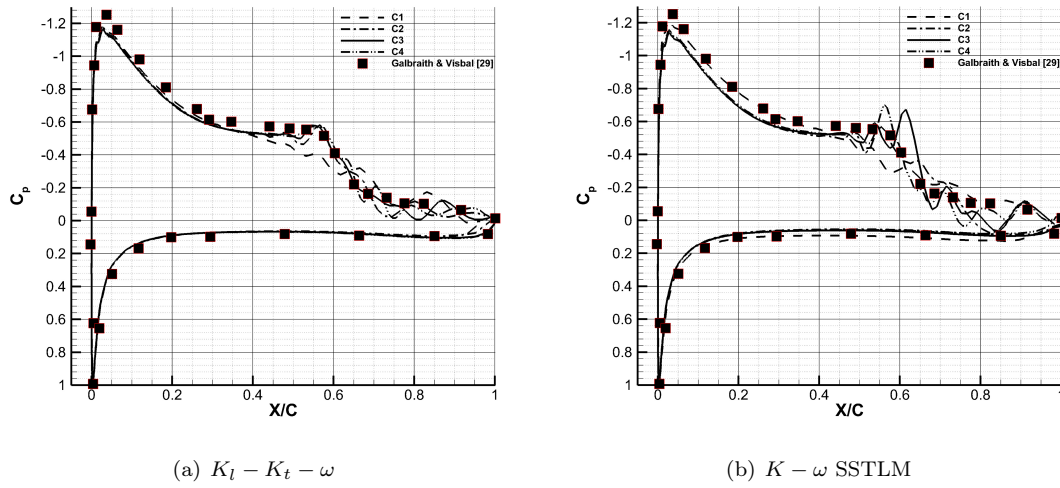 -1.2
-1
-0.8
-0.6
-0.4
-0.2
0
0.2
0.4
0.6
0.8
1
Cp
0 0.2 0.4 0.6 0.8 1
X/C
C1
C2
C3
C4
Galbraith & Visbal [29]
(a) Kl − Kt − ω
-1.2
-1
-0.8
-0.6
-0.4
-0.2
0
0.2
0.4
0.6
0.8
1
Cp
0 0.2 0.4 0.6 0.8 1
X/C
C1
C2
C3
C4
Galbraith & Visbal [29]
(b) K − ω SSTLM